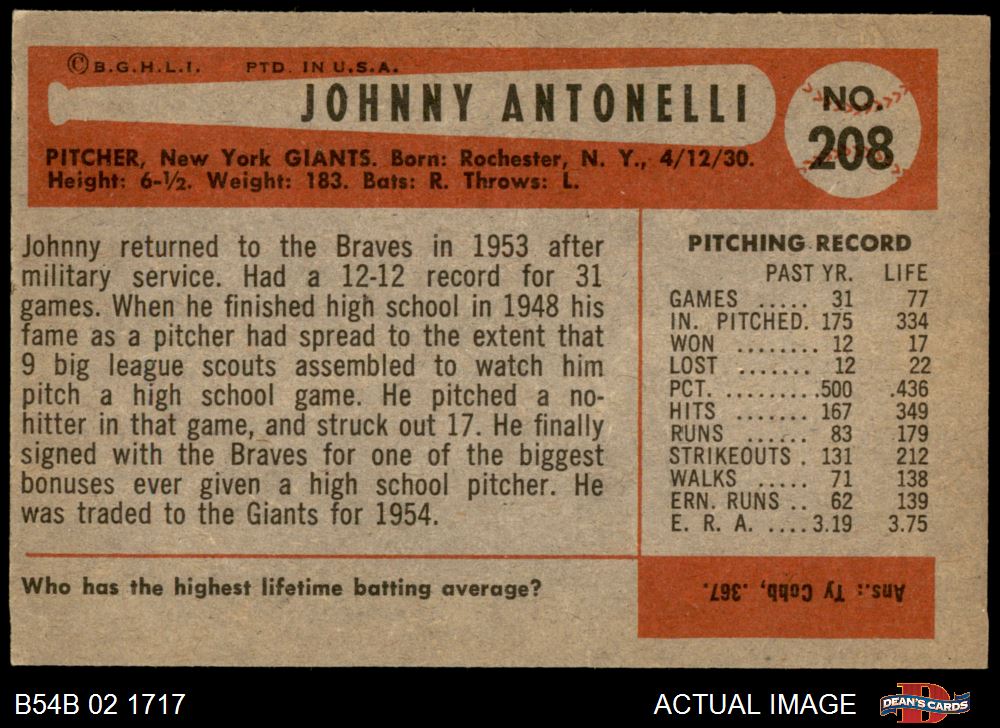 © B.G.H.L.I. PTD. IN U.S.A.
JOHNNY ANTONELLI
NO.
208
PITCHER, New York GIANTS. Born: Rochester, N. Y., 4/12/30.
Height: 6-½. Weight: 183. Bats: R. Throws: L.
Johnny returned to the Braves in 1953 after
military service. Had a 12-12 record for 31
games. When he finished high school in 1948 his
fame as a pitcher had spread to the extent that
9 big league scouts assembled to watch him
pitch a high school game. He pitched a no-
hitter in that game, and struck out 17. He finally
signed with the Braves for one of the biggest
bonuses ever given a high school pitcher. He
was traded to the Giants for 1954.
PITCHING RECORD
PAST YR. LIFE
GAMES ..... 31 77
IN. PITCHED. 175 334
WON ........ 12 17
LOST ....... 12 22
PCT. .........500 .436
HITS ....... 167 349
RUNS ...... 83 179
STRIKEOUTS . 131 212
WALKS ..... 71 138
ERN. RUNS .. 62 139
E. R. A. ....3.19 3.75
Who has the highest lifetime batting average?
Ans.: Ty Cobb, .367.
B54B 02 1717
ACTUAL IMAGE
DEAN'S CARDS